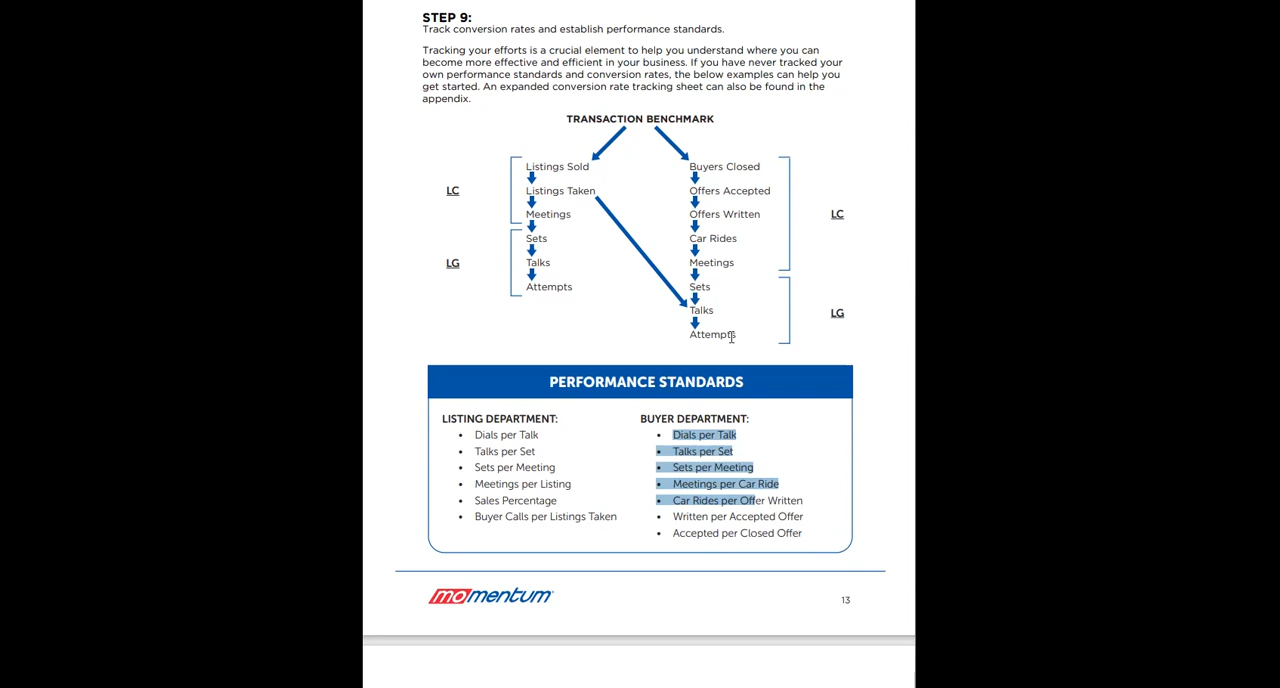 STEP 9:
Track conversion rates and establish performance standards.
Tracking your efforts is a crucial element to help you understand where you can
become more effective and efficient in your business. If you have never tracked your
own performance standards and conversion rates, the below examples can help you
get started. An expanded conversion rate tracking sheet can also be found in the
appendix.
TRANSACTION BENCHMARK
LC
Listings Sold
Listings Taken
Meetings
LG
Sets
Talks
Attempts
Buyers Closed
Offers Accepted
Offers Written
Car Rides
Meetings
LC
Sets
Talks
Attempts
LG
PERFORMANCE STANDARDS
LISTING DEPARTMENT:
• Dials per Talk
• Talks per Set
• Sets per Meeting
• Meetings per Listing
• Sales Percentage
• Buyer Calls per Listings Taken
BUYER DEPARTMENT:
• Dials per Talk
• Talks per Set
• Sets per Meeting
• Meetings per Car Ride
• Car Rides per Offer Written
• Written per Accepted Offer
• Accepted per Closed Offer
momentum
13